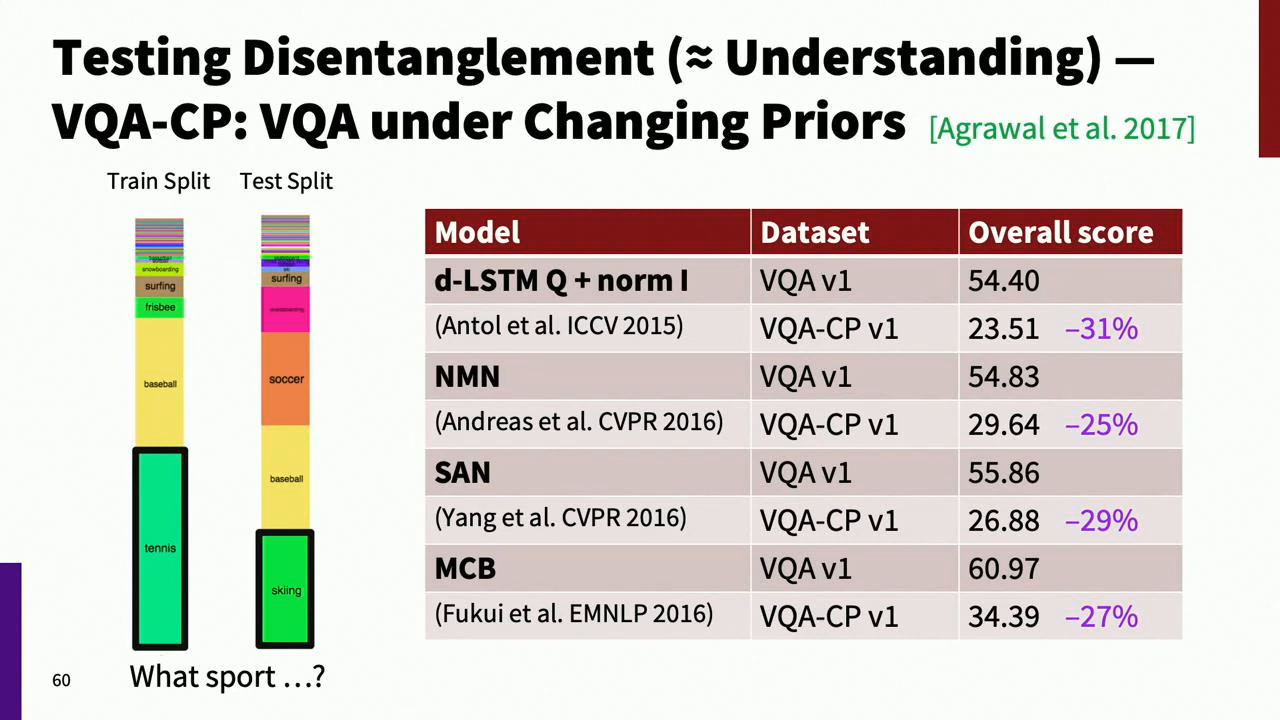 Testing Disentanglement (≈ Understanding) —
VQA-CP: VQA under Changing Priors [Agrawal et al. 2017]
Train Split Test Split
snowboarding
surfing
frisbee
baseball
tennis
surfing
soccer
baseball
skiing
What sport …?
Model Dataset Overall score
d-LSTM Q + norm I VQA v1 54.40
(Antol et al. ICCV 2015) VQA-CP v1 23.51 –31%
NMN VQA v1 54.83
(Andreas et al. CVPR 2016) VQA-CP v1 29.64 –25%
SAN VQA v1 55.86
(Yang et al. CVPR 2016) VQA-CP v1 26.88 –29%
MCB VQA v1 60.97
(Fukui et al. EMNLP 2016) VQA-CP v1 34.39 –27%
60